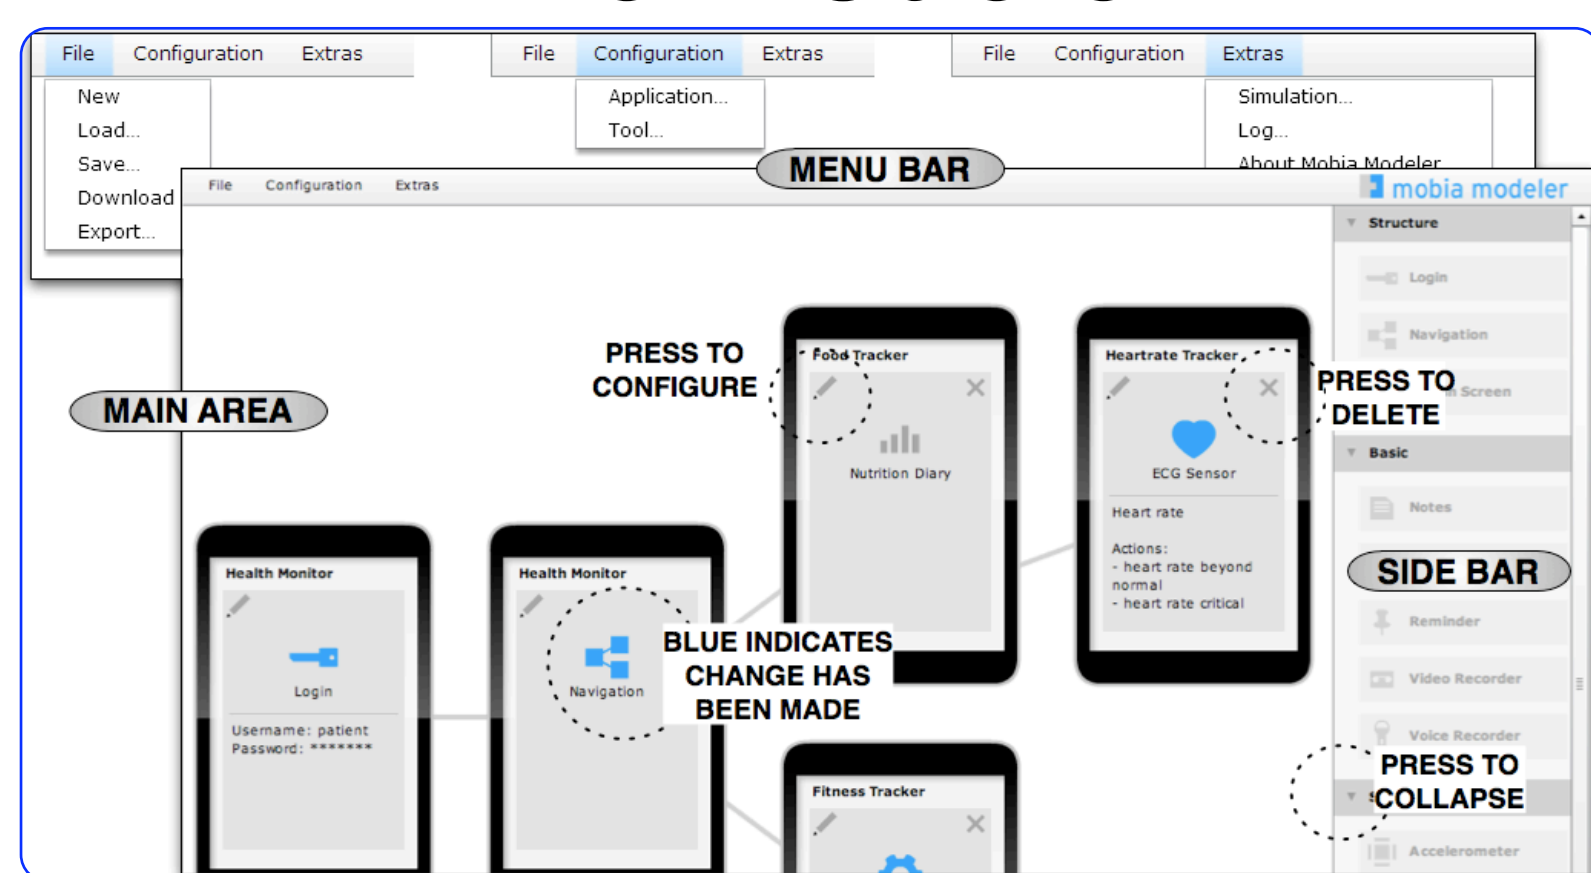 File Configuration Extras
New
Load...
Save...
Download
Export...
File Configuration Extras
Application...
Tool...
File Configuration Extras
Simulation...
Log...
About Mobia Modeler
MENU BAR
File Configuration Extras
mobia modeler
MAIN AREA
PRESS TO
CONFIGURE
Food Tracker
Nutrition Diary
Heartrate Tracker
ECG Sensor
Heart rate
Actions:
- heart rate beyond
normal
- heart rate critical
PRESS TO
DELETE
Health Monitor
Login
Username: patient
Password: *******
Health Monitor
Navigation
BLUE INDICATES
CHANGE HAS
BEEN MADE
Fitness Tracker
Structure
Login
Navigation
Screen
Basic
Notes
SIDE BAR
Reminder
Video Recorder
Voice Recorder
PRESS TO
COLLAPSE
Accelerometer